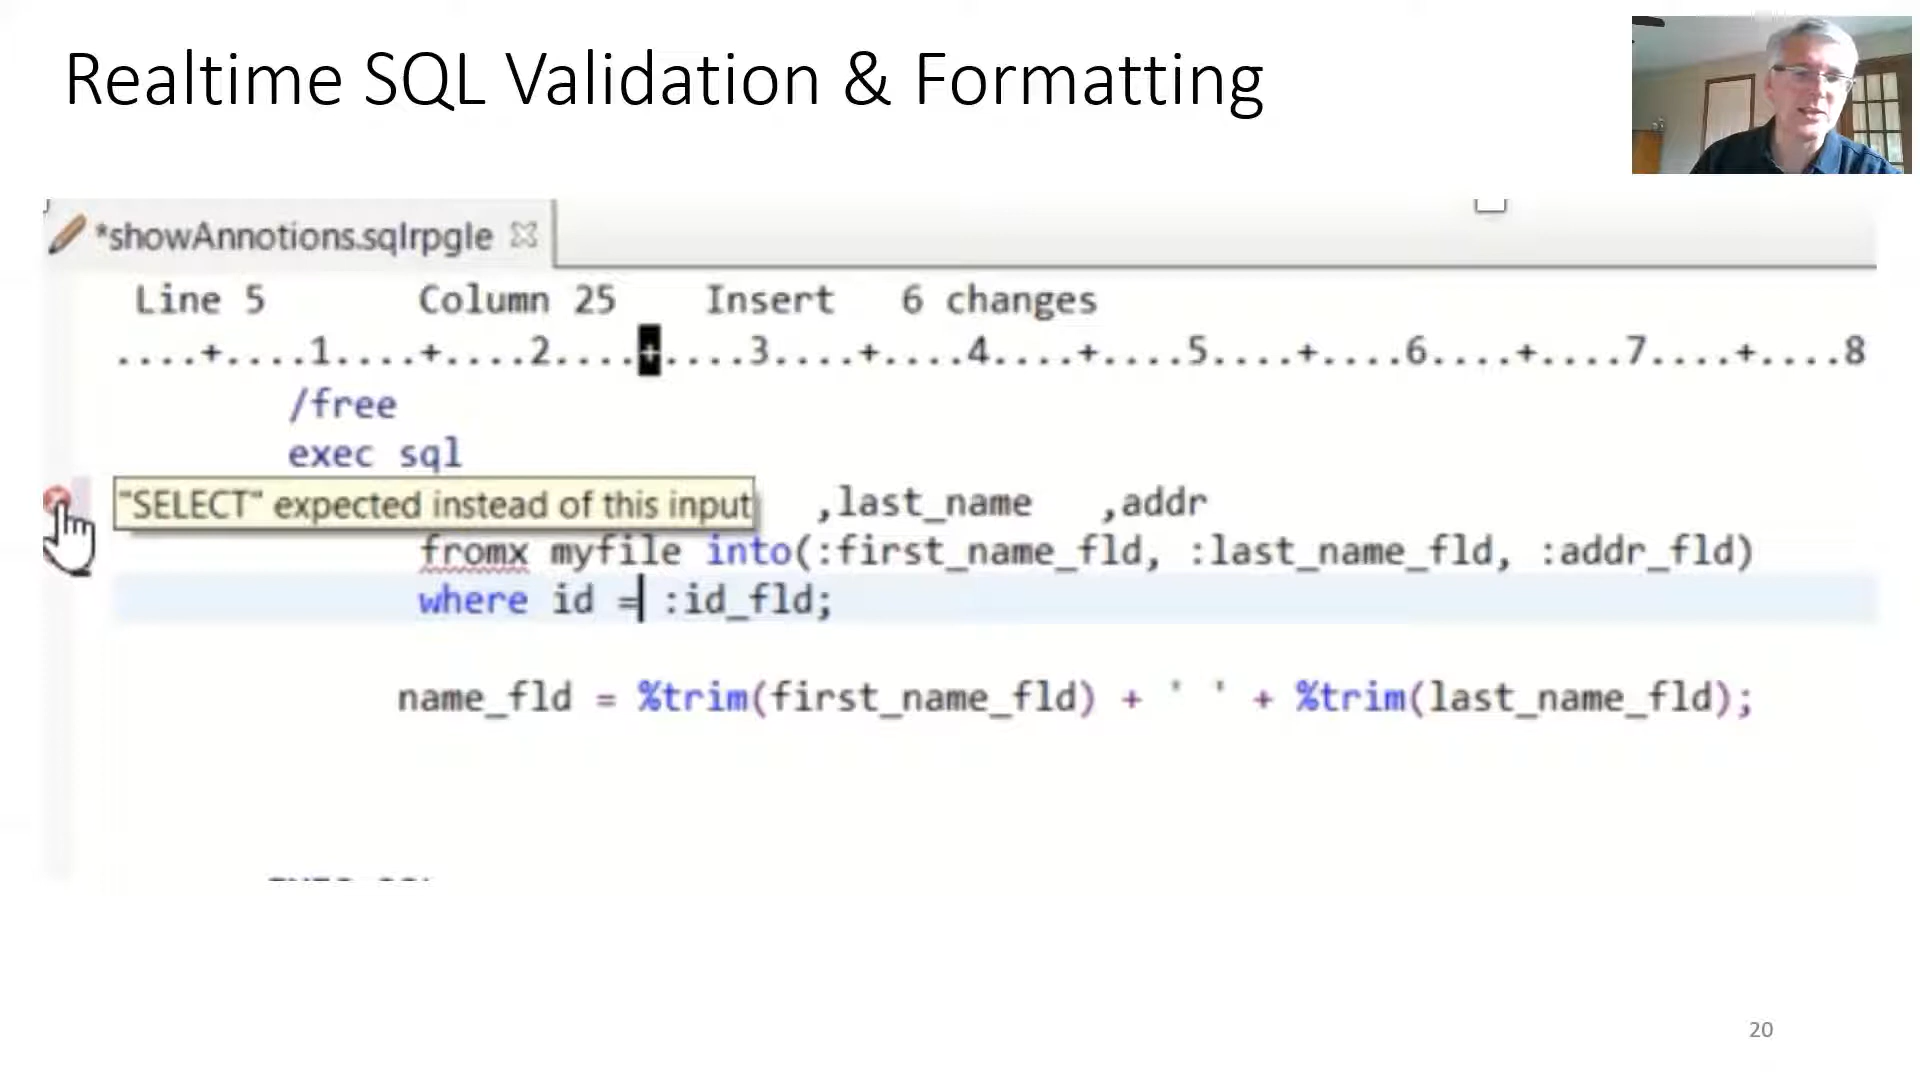 Realtime SQL Validation & Formatting
*showAnnotions.sqlrpgle
Line 5 Column 25 Insert 6 changes
....+....1....+....2....+....3....+....4....+....5....+....6....+....7....+....8
/free
exec sql
"SELECT" expected instead of this input ,last_name ,addr
fromx myfile into(:first_name_fld, :last_name_fld, :addr_fld)
where id = :id_fld;
name_fld = %trim(first_name_fld) + ' ' + %trim(last_name_fld);
20